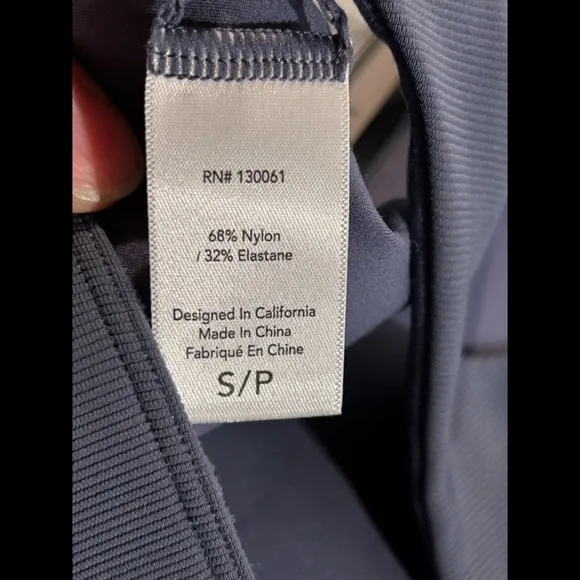 RN# 130061
68% Nylon
/ 32% Elastane
Designed In California
Made In China
Fabriqué En Chine
S/P